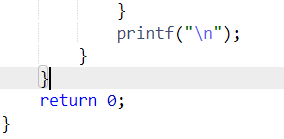 }
printf("\n");
}
}
return 0;
}